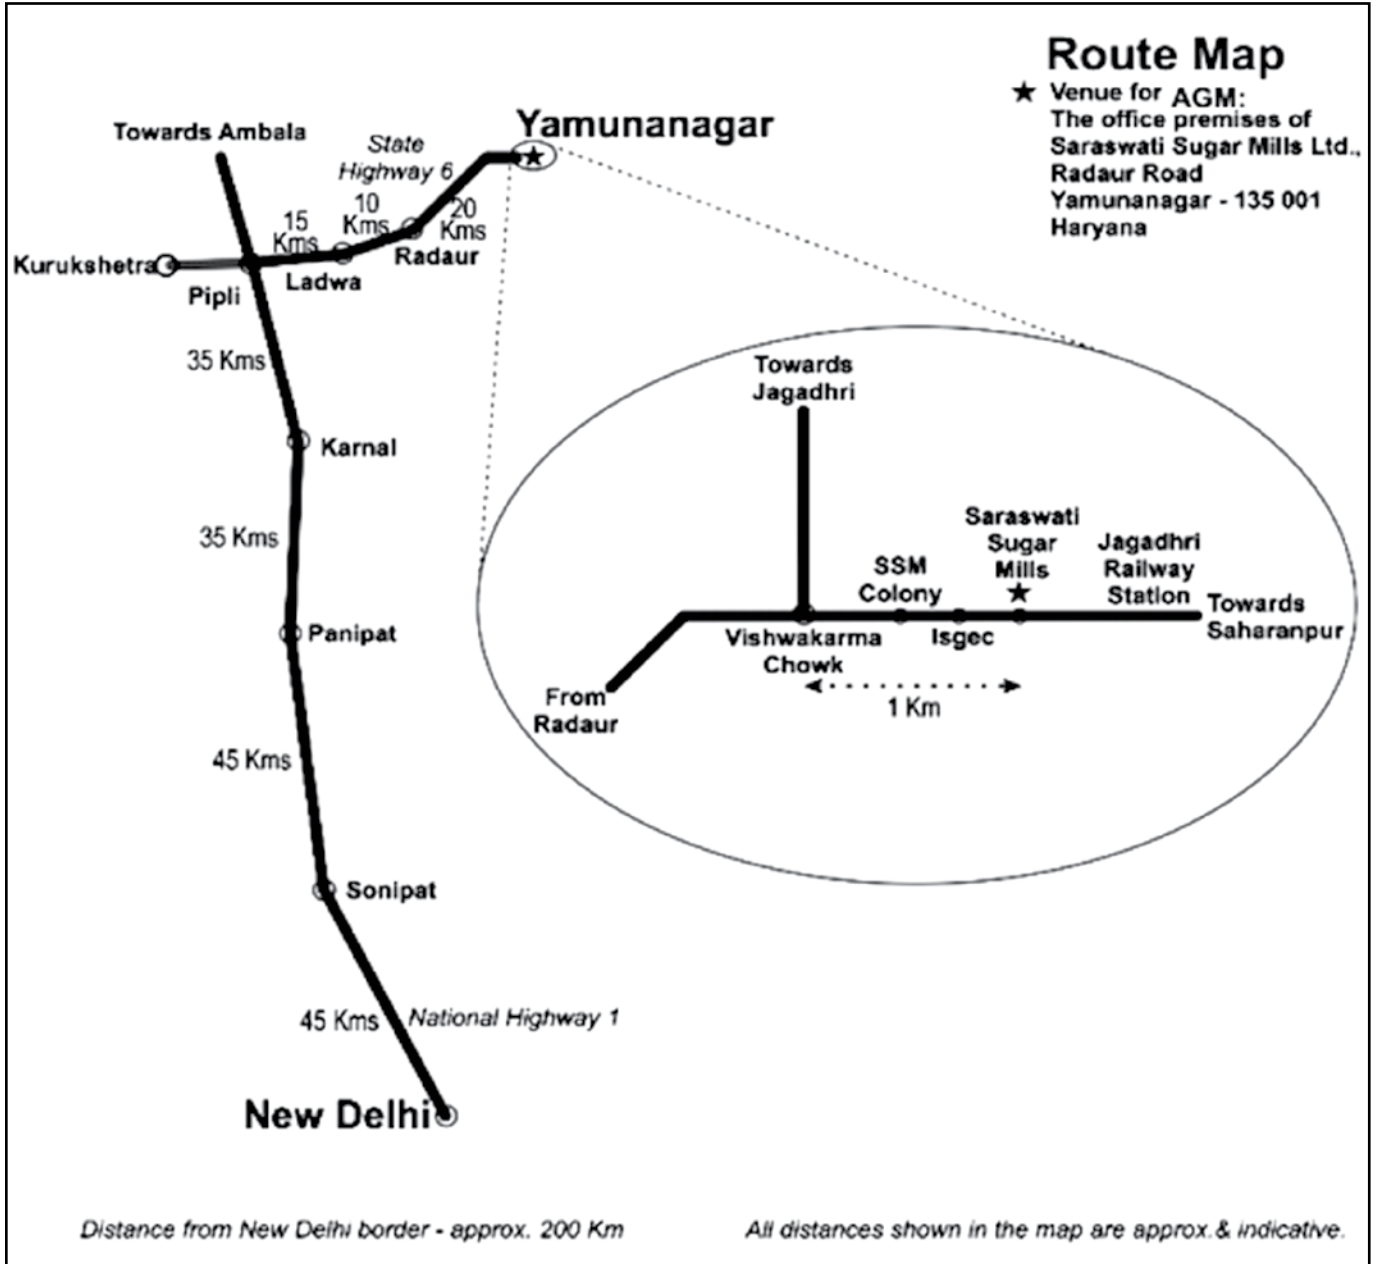 Route Map
★ Venue for AGM:
The office premises of
Saraswati Sugar Mills Ltd.,
Radaur Road
Yamunanagar - 135 001
Haryana
Yamunanagar
Towards Ambala
State
Highway 6
15
Kms
10
Kms
20
Kms
Kurukshetra
Pipli
Ladwa
Radaur
35 Kms
Karnal
35 Kms
Panipat
45 Kms
Sonipat
45 Kms
National Highway 1
New Delhi
Towards
Jagadhri
SSM
Colony
Saraswati
Sugar
Mills
Jagadhri
Railway
Station
Towards
Saharanpur
Vishwakarma
Chowk
Isgec
1 Km
From
Radaur
Distance from New Delhi border - approx. 200 Km
All distances shown in the map are approx.& indicative.